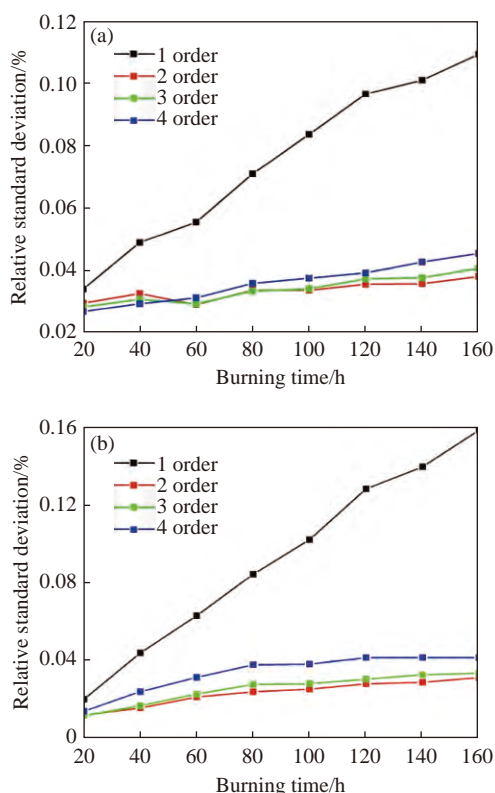 (a)
1 order
2 order
3 order
4 order
Relative standard deviation/%
0.12
0.10
0.08
0.06
0.04
0.02
20 40 60 80 100 120 140 160
Burning time/h
(b)
1 order
2 order
3 order
4 order
Relative standard deviation/%
0.16
0.12
0.08
0.04
0
20 40 60 80 100 120 140 160
Burning time/h